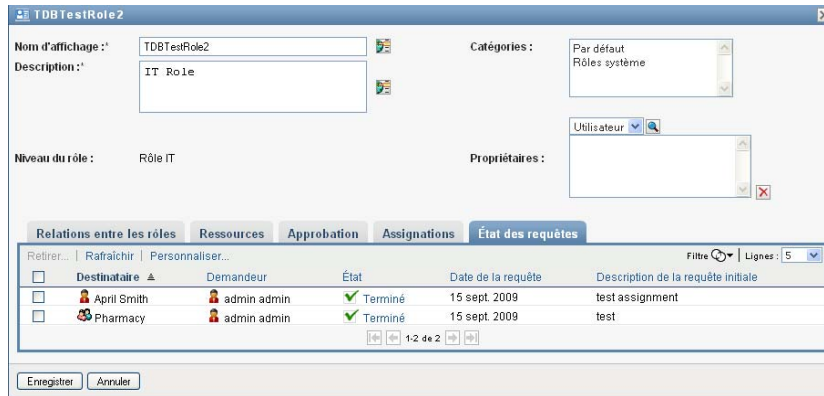 TDBTestRole2
Nom d'affichage :* TDBTestRole2 Catégories : Par défaut
Rôles système
Description :* IT Role
Utilisateur
Niveau du rôle : Rôle IT Propriétaires :
Relations entre les rôles Ressources Approbation Assignations État des requêtes
Retirer... | Rafraîchir | Personnaliser... Filtre | Lignes : 5
Destinataire Demandeur État Date de la requête Description de la requête initiale
April Smith admin admin Terminé 15 sept. 2009 test assignment
Pharmacy admin admin Terminé 15 sept. 2009 test
1-2 de 2
Enregistrer Annuler